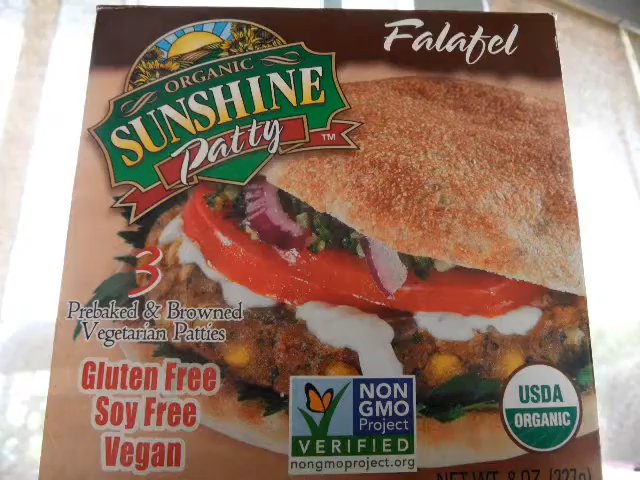 Falafel
ORGANIC
SUNSHINE
Patty
TM
3
Prebaked & Browned
Vegetarian Patties
Gluten Free
Soy Free
Vegan
NON
GMO
Project
VERIFIED
nongmoproject.org
USDA
ORGANIC
NET WT. 8 OZ. (227g)